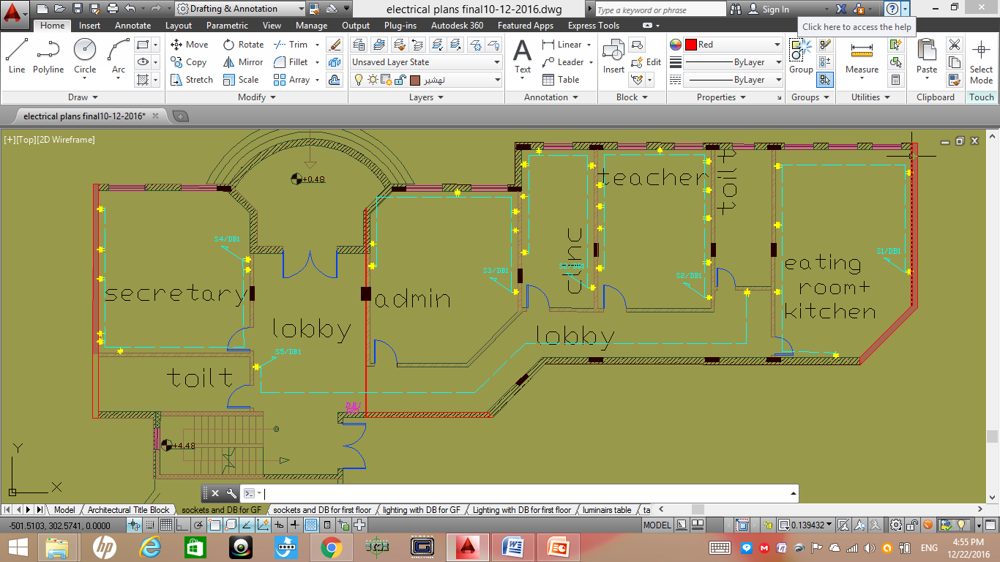 Drafting & Annotation
electrical plans final10-12-2016.dwg
Type a keyword or phrase
Sign In
Home Insert Annotate Layout Parametric View Manage Output Plug-ins Autodesk 360 Featured Apps Express Tools
Click here to access the help
Line Polyline Circle Arc
Move Rotate Trim
Copy Mirror Fillet
Stretch Scale Array
Unsaved Layer State
تهشير
Text
Linear
Leader
Table
Insert
Edit
Red
ByLayer
ByLayer
Group
Measure
Paste
Select Mode
Draw Modify Layers Annotation Block Properties Groups Utilities Clipboard Touch
electrical plans final10-12-2016*
[+][Top][2D Wireframe]
+0.48
teacher
toilt
S4/DB1
clinc
S1/DB1
S3/DB1
S2/DB1
S2/DB1
eating
room+
kitchen
secretary
admin
lobby
lobby
S5/DB1
toilt
D.B.1
+4.48
Y
X
Model Architectural Title Block sockets and DB for GF sockets and DB for first floor lighting with DB for GF Lighting with DB for first floor luminairs table ta
-501.5103, 302.5741, 0.0000
MODEL
0.139432
hp
ENG
4:55 PM
12/22/2016